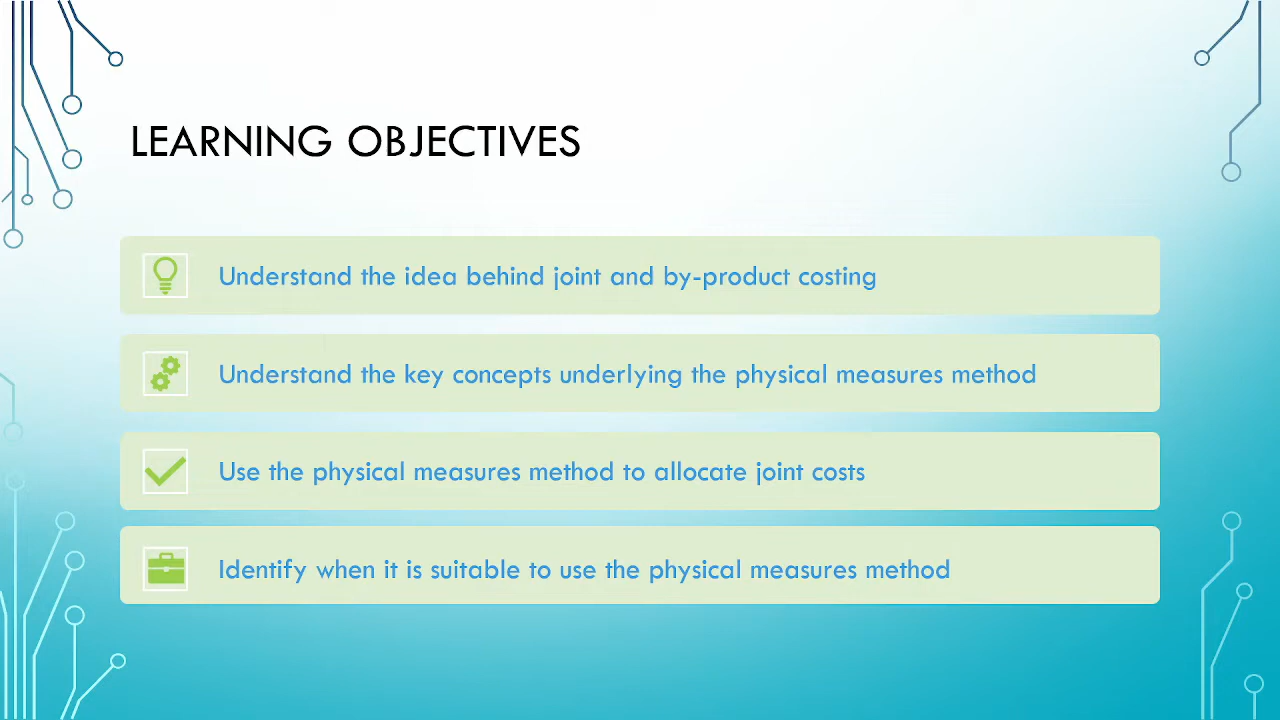 LEARNING OBJECTIVES
Understand the idea behind joint and by-product costing
Understand the key concepts underlying the physical measures method
Use the physical measures method to allocate joint costs
Identify when it is suitable to use the physical measures method